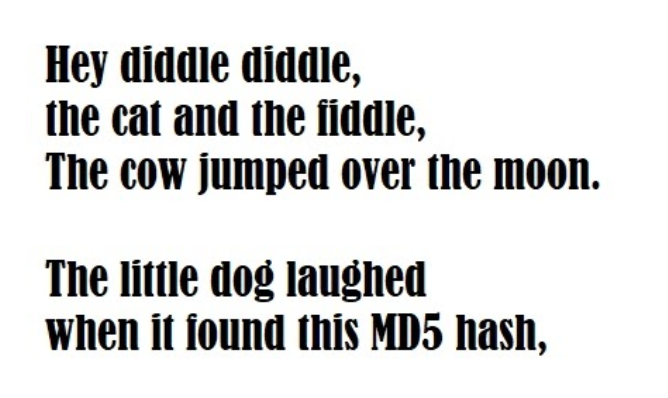 Hey diddle diddle,
the cat and the fiddle,
The cow jumped over the moon.
The little dog laughed
when it found this MD5 hash,